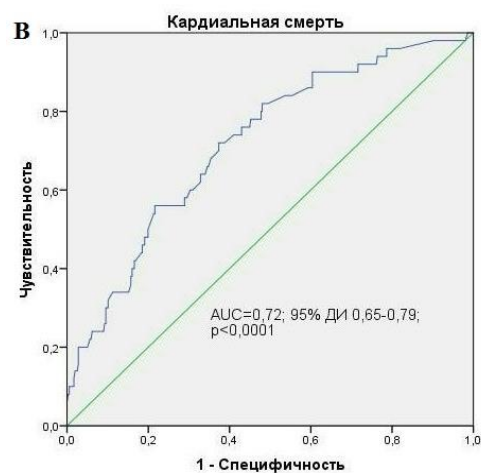 В
Кардиальная смерть
1,0
0,8
0,6
0,4
0,2
0,0
Чувствительность
AUC=0,72; 95% ДИ 0,65-0,79;
p<0,0001
0,0 0,2 0,4 0,6 0,8 1,0
1 - Специфичность